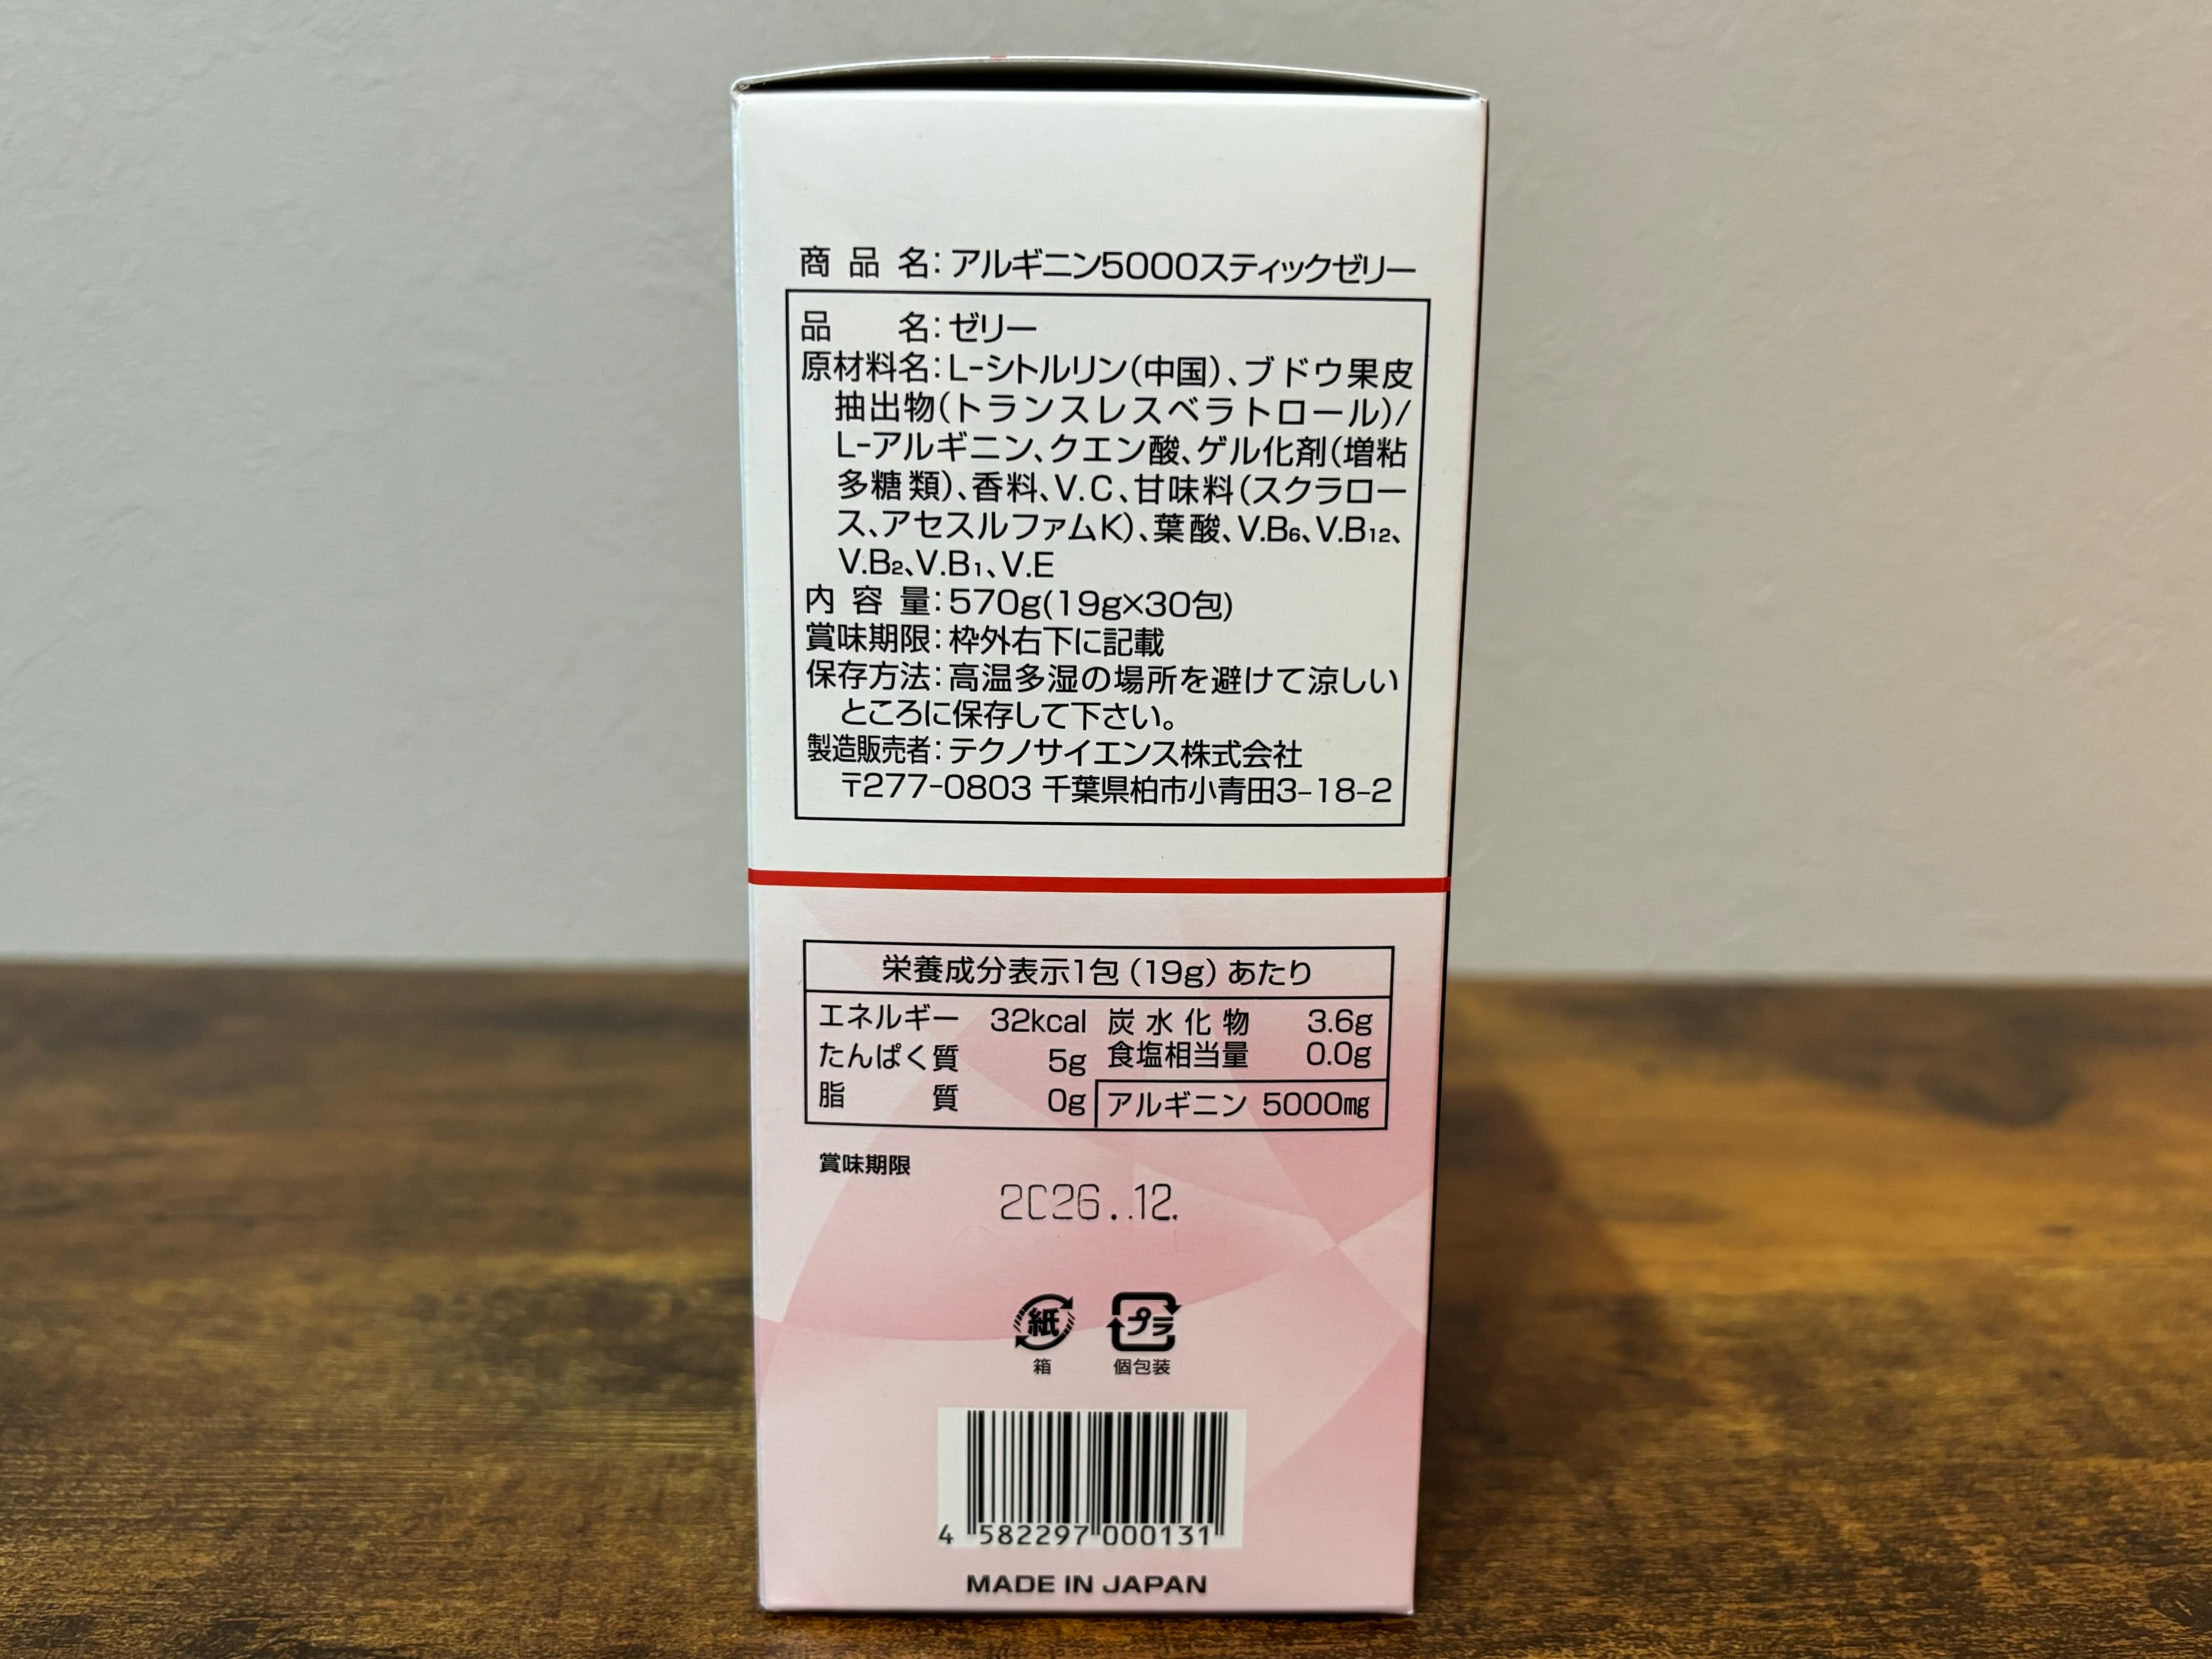 商品名:アルギニン5000スティックゼリー
品名:ゼリー
原材料名:L-シトルリン(中国)、ブドウ果皮
抽出物(トランスレスベラトロール)/
L-アルギニン、クエン酸、ゲル化剤(増粘
多糖類)、香料、V.C、甘味料(スクラロー
ス、アセスルファムK)、葉酸、V.B6、V.B12、
V.B2、V.B1、V.E
内容量:570g(19g×30包)
賞味期限:枠外右下に記載
保存方法:高温多湿の場所を避けて涼しい
ところに保存して下さい。
製造販売者:テクノサイエンス株式会社
〒277-0803 千葉県柏市小青田3-18-2
栄養成分表示1包(19g)あたり
エネルギー 32kcal 炭水化物 3.6g
たんぱく質 5g 食塩相当量 0.0g
脂質 0g アルギニン 5000㎎
賞味期限
2026.12.
紙 プラ
箱 個包装
4 582297 000131
MADE IN JAPAN